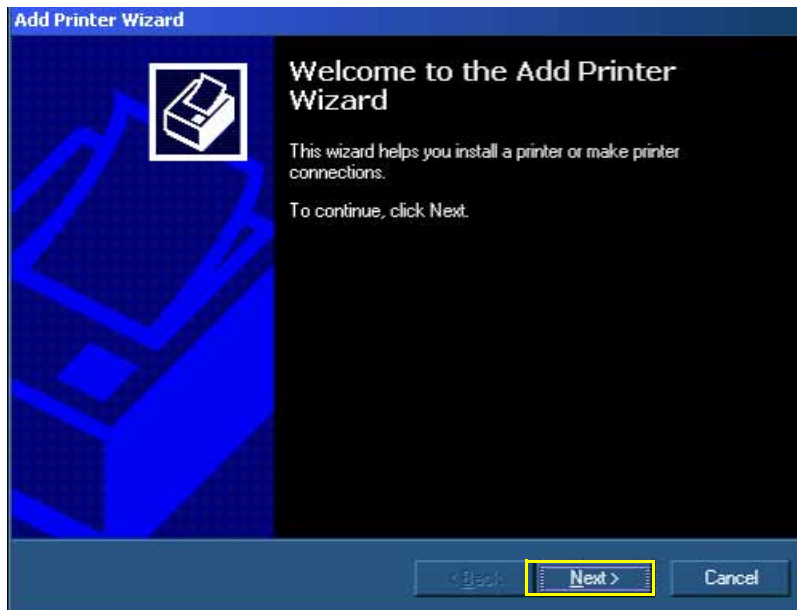 Add Printer Wizard
Welcome to the Add Printer
Wizard
This wizard helps you install a printer or make printer
connections.
To continue, click Next.
< Back
Next >
Cancel